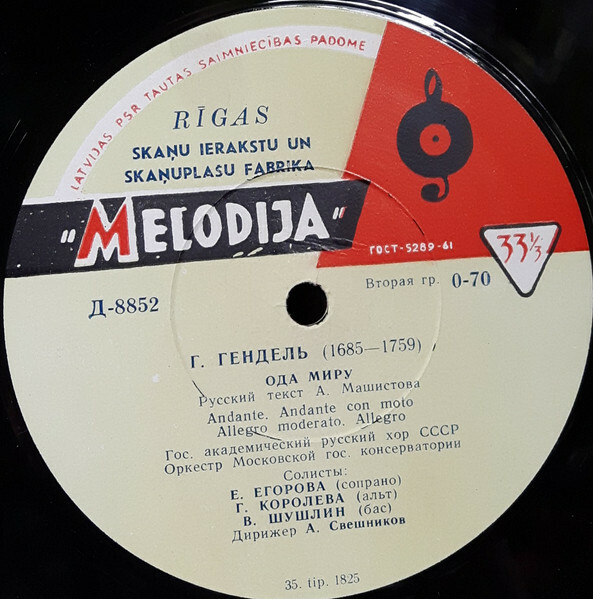 LATVIJAS PSR TAUTAS SAIMNIECĪBAS PADOME
RĪGAS
SKAŅU IERAKSTU UN
SKAŅUPLAŠU FABRIKA
"MELODIJA"
ГОСТ-5289-61
33 1/3
Д-8852
Вторая гр. 0-70
Г. ГЕНДЕЛЬ (1685—1759)
ОДА МИРУ
Русский текст А. Машистова
Andante. Andante con moto
Allegro moderato. Allegro
Гос. академический русский хор СССР
Оркестр Московской гос. консерватории
Солисты:
Е. ЕГОРОВА (сопрано)
Г. КОРОЛЕВА (альт)
В. ШУШЛИН (бас)
Дирижер А. Свешников
35. tip. 1825